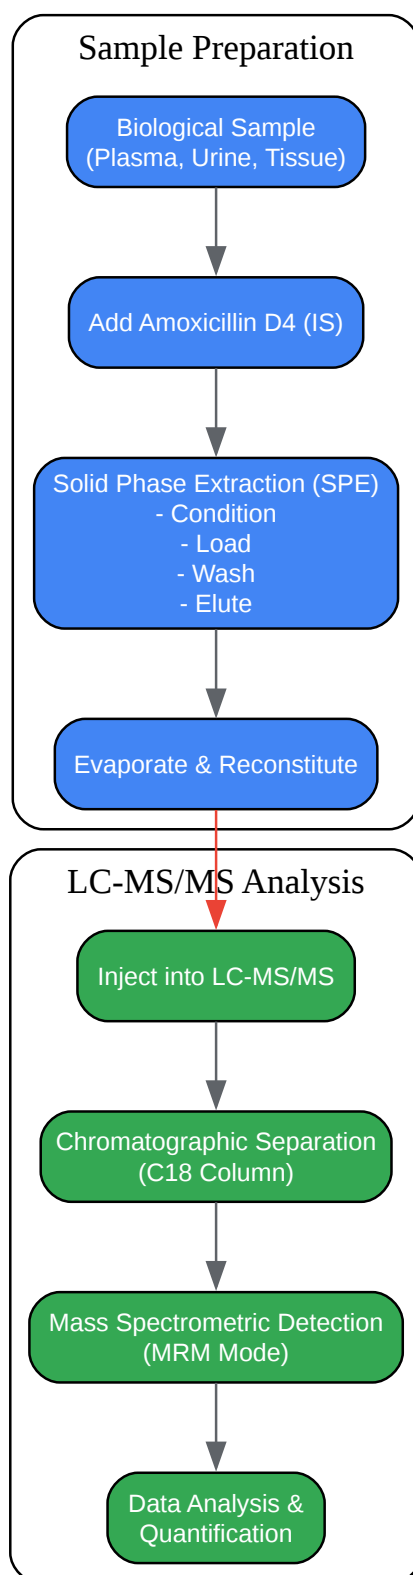 Sample Preparation
Biological Sample
(Plasma, Urine, Tissue)
Add Amoxicillin D4 (IS)
Solid Phase Extraction (SPE)
- Condition
- Load
- Wash
- Elute
Evaporate & Reconstitute
LC-MS/MS Analysis
Inject into LC-MS/MS
Chromatographic Separation
(C18 Column)
Mass Spectrometric Detection
(MRM Mode)
Data Analysis &
Quantification